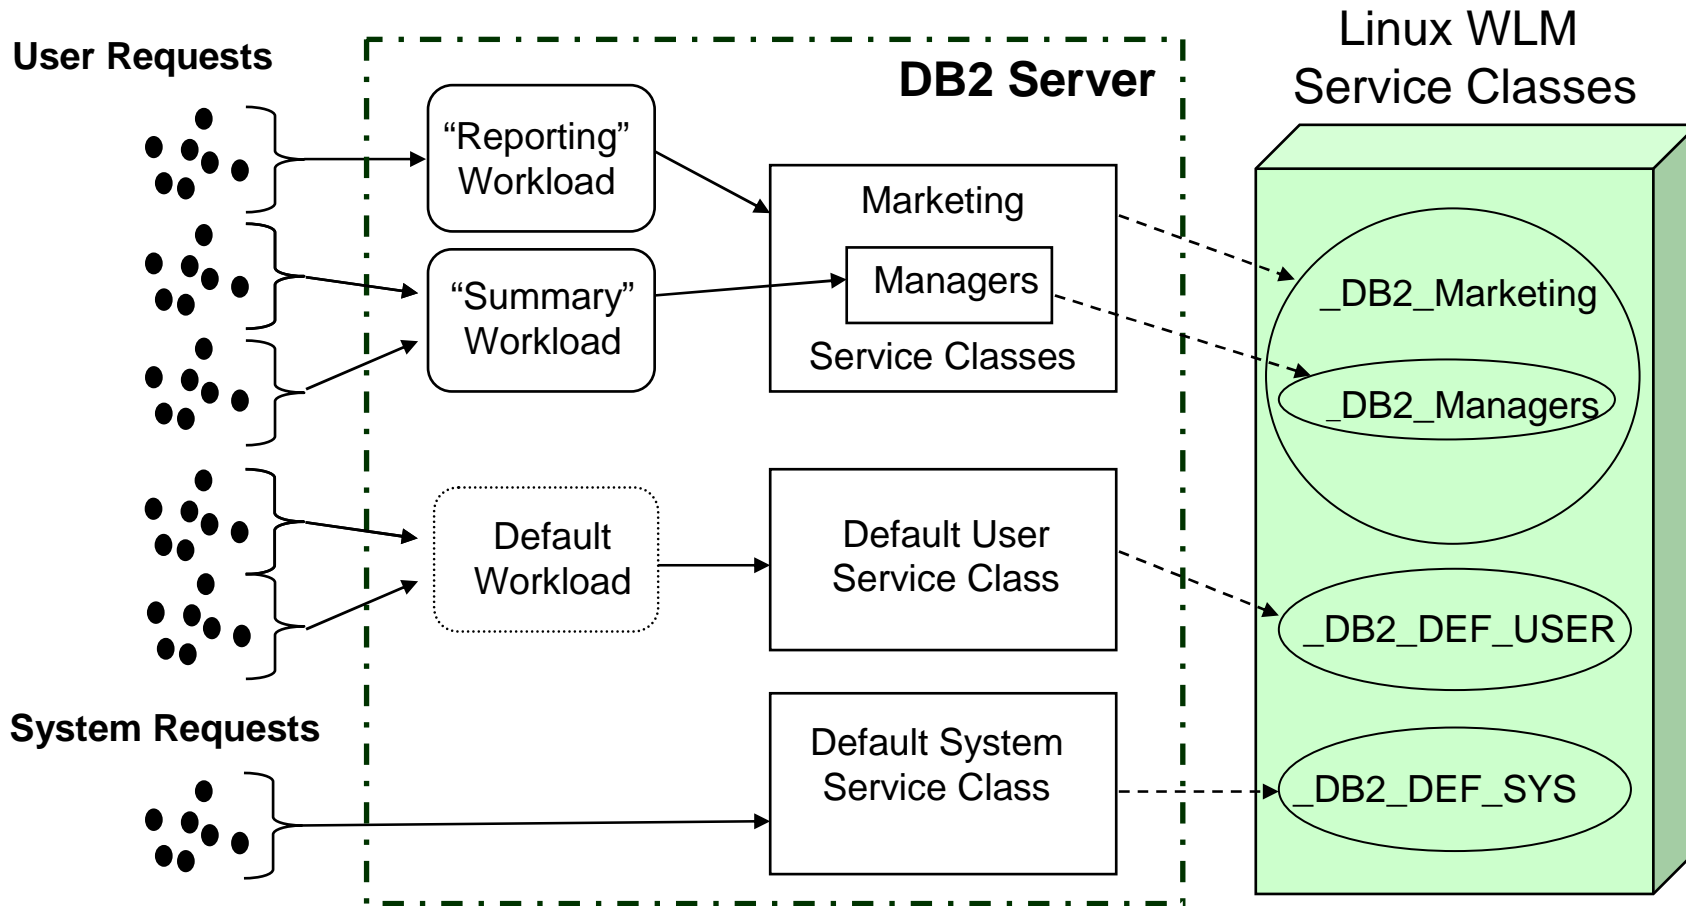 User Requests
DB2 Server
Linux WLM
Service Classes
“Reporting”
Workload
“Summary”
Workload
Marketing
Managers
Service Classes
_DB2_Marketing
_DB2_Managers
Default
Workload
Default User
Service Class
_DB2_DEF_USER
System Requests
Default System
Service Class
_DB2_DEF_SYS